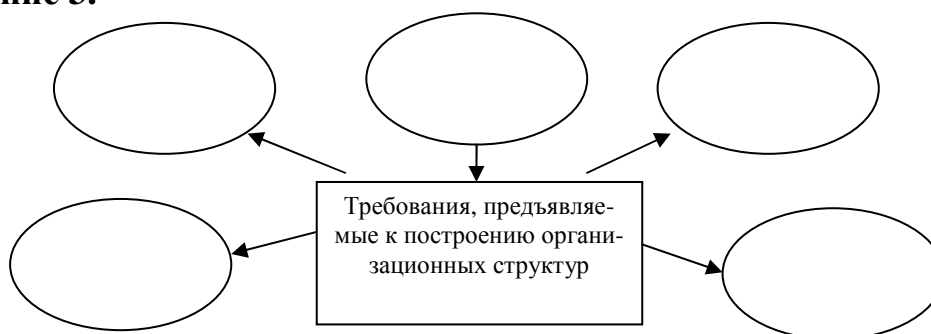 ние 3.
Требования, предъявляе-
мые к построению органи-
зационных структур